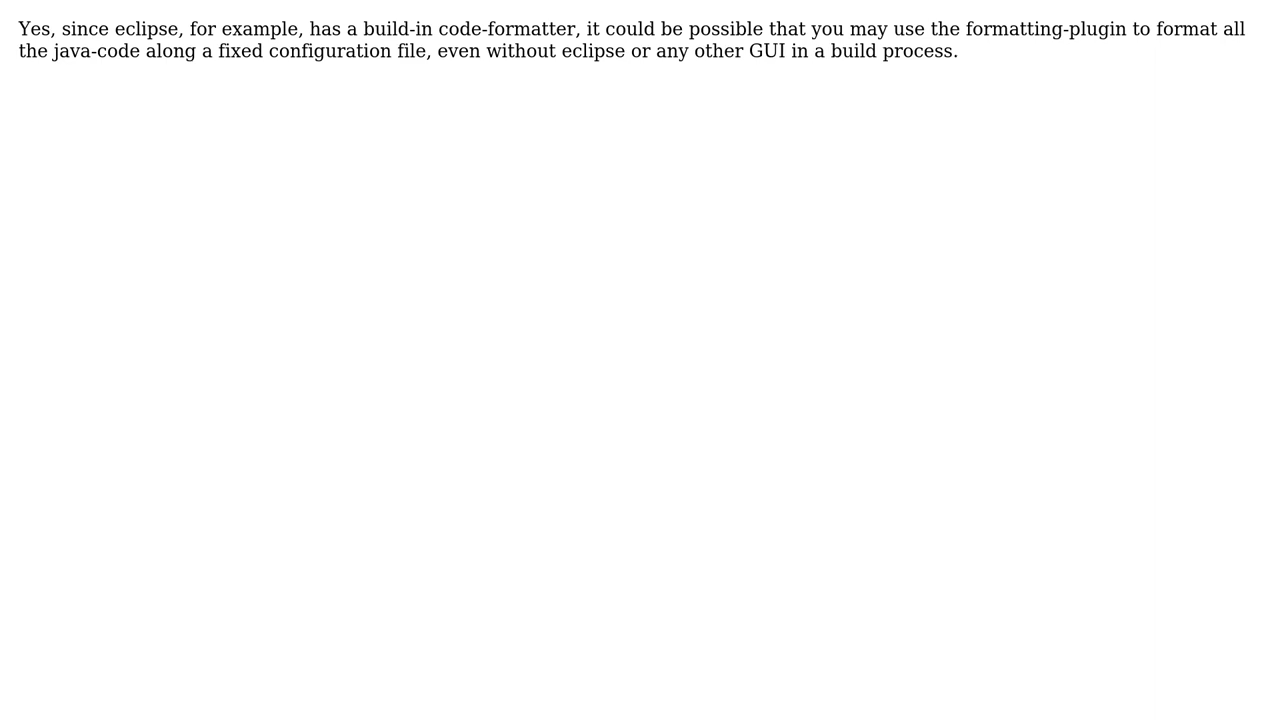 Yes, since eclipse, for example, has a build-in code-formatter, it could be possible that you may use the formatting-plugin to format all
the java-code along a fixed configuration file, even without eclipse or any other GUI in a build process.